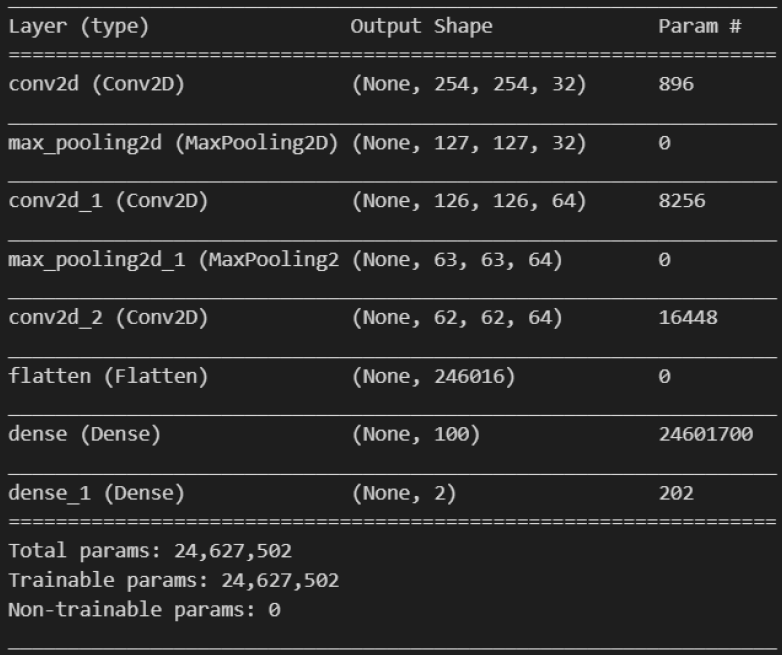 Layer (type) Output Shape Param #
=================================================================
conv2d (Conv2D) (None, 254, 254, 32) 896
max_pooling2d (MaxPooling2D) (None, 127, 127, 32) 0
conv2d_1 (Conv2D) (None, 126, 126, 64) 8256
max_pooling2d_1 (MaxPooling2 (None, 63, 63, 64) 0
conv2d_2 (Conv2D) (None, 62, 62, 64) 16448
flatten (Flatten) (None, 246016) 0
dense (Dense) (None, 100) 24601700
dense_1 (Dense) (None, 2) 202
=================================================================
Total params: 24,627,502
Trainable params: 24,627,502
Non-trainable params: 0